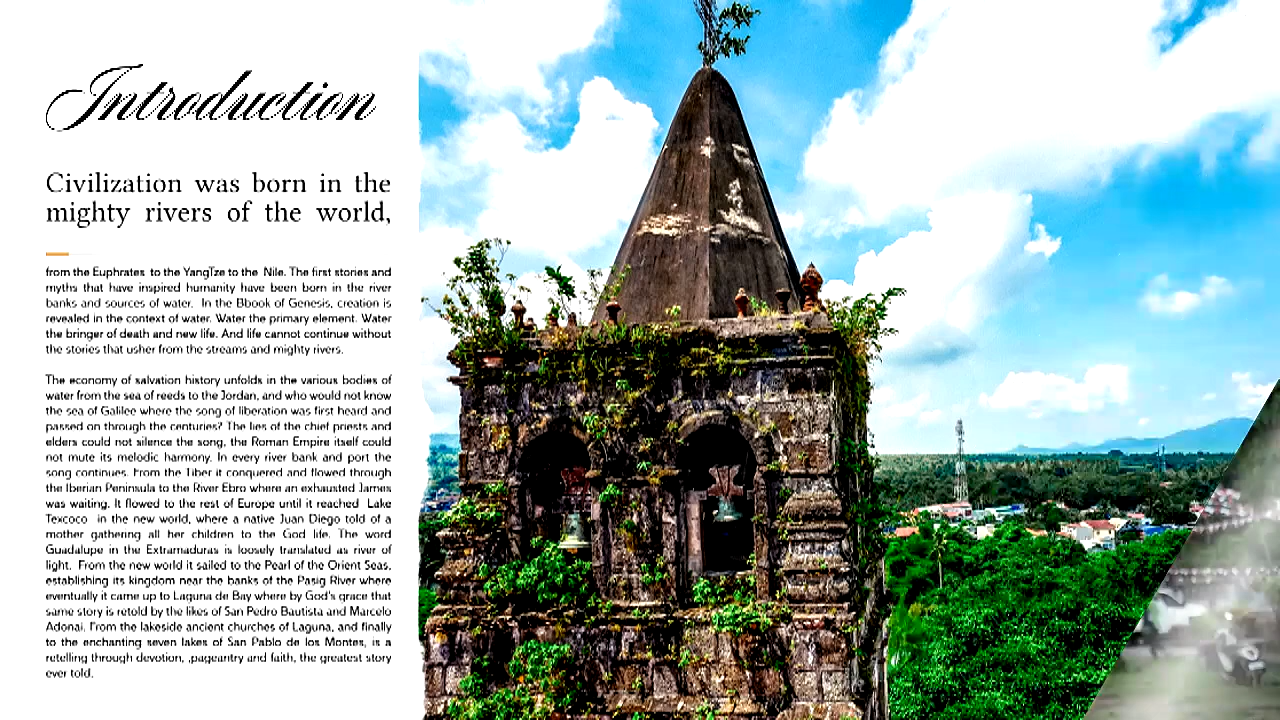 Introduction
Civilization was born in the
mighty rivers of the world,
from the Euphrates to the YangTze to the Nile. The first stories and
myths that have inspired humanity have been born in the river
banks and sources of water. In the Bbook of Genesis, creation is
revealed in the context of water. Water the primary element. Water
the bringer of death and new life. And life cannot continue without
the stories that usher from the streams and mighty rivers.
The economy of salvation history unfolds in the various bodies of
water from the sea of reeds to the Jordan, and who would not know
the sea of Galilee where the song of liberation was first heard and
passed on through the centuries? The lies of the chief priests and
elders could not silence the song, the Roman Empire itself could
not mute its melodic harmony. In every river bank and port the
song continues. From the Tiber it conquered and flowed through
the Iberian Peninsula to the River Ebro where an exhausted James
was waiting. It flowed to the rest of Europe until it reached Lake
Texcoco in the new world, where a native Juan Diego told of a
mother gathering all her children to the God life. The word
Guadalupe in the Extramaduras is loosely translated as river of
light. From the new world it sailed to the Pearl of the Orient Seas,
establishing its kingdom near the banks of the Pasig River where
eventually it came up to Laguna de Bay where by God's grace that
same story is retold by the likes of San Pedro Bautista and Marcelo
Adonai. From the lakeside ancient churches of Laguna, and finally
to the enchanting seven lakes of San Pablo de los Montes, is a
retelling through devotion, ,pageantry and faith, the greatest story
ever told.